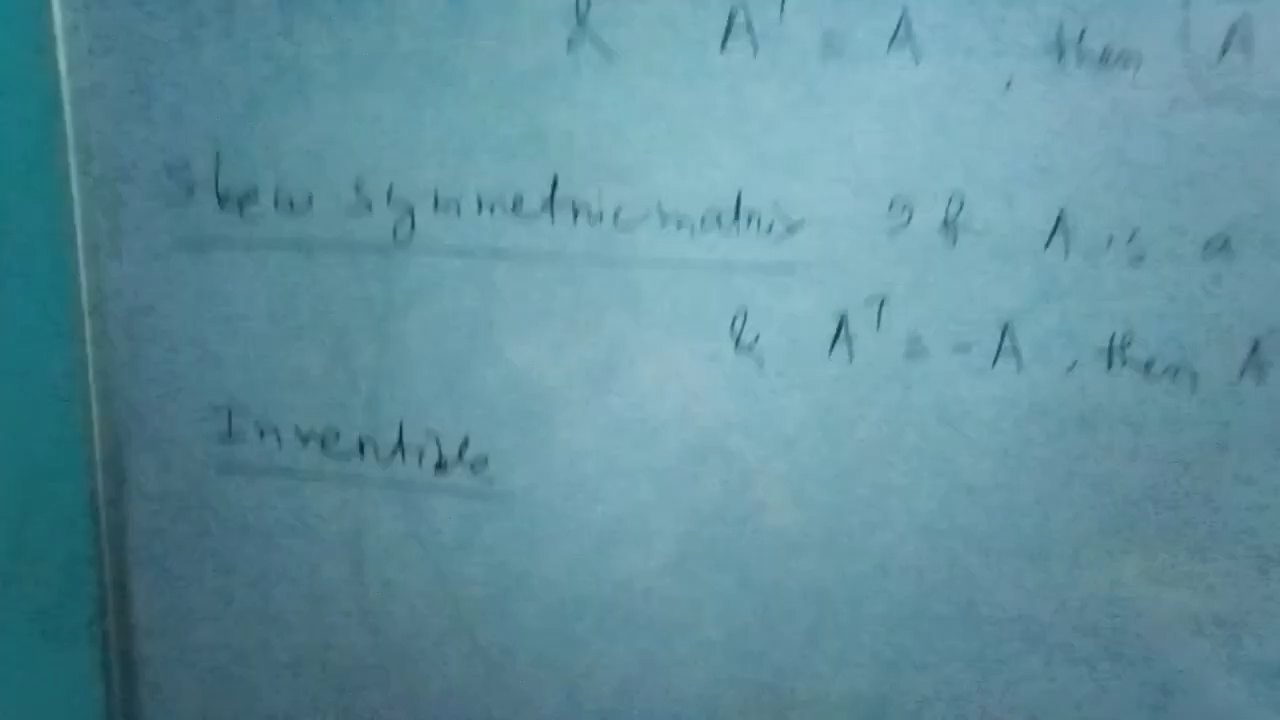 & A' = A , then A
Skew symmetric matrix If A is a
& A^T = -A , then A
Invertible